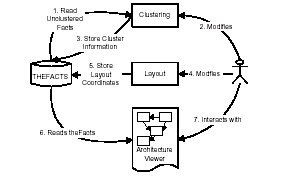 1. Read
Unclustered
Facts
Clustering
2. Modifies
3. Store Cluster
Information
5. Store
Layout
Coordinates
THEFACTS
Layout
4. Modifies
7. Interacts with
6. Reads theFacts
Architecture
Viewer